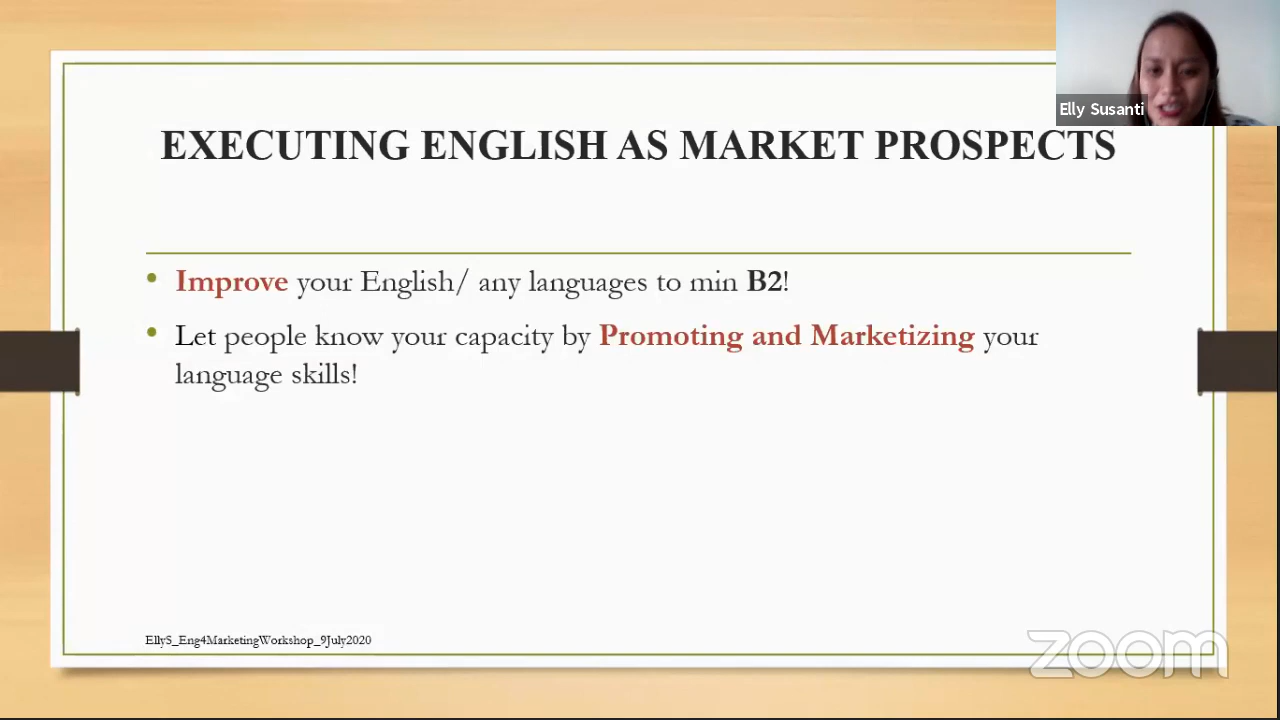 Elly Susanti
EXECUTING ENGLISH AS MARKET PROSPECTS
• Improve your English/ any languages to min B2!
• Let people know your capacity by Promoting and Marketizing your
language skills!
EllyS_Eng4MarketingWorkshop_9July2020
zoom